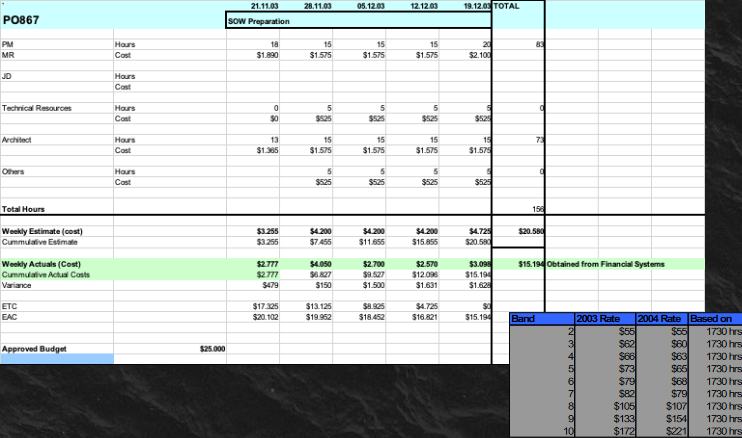 21.11.03 28.11.03 05.12.03 12.12.03 19.12.03 TOTAL
PO867 SOW Preparation
PM Hours 18 15 15 15 20 83
MR Cost $1.890 $1.575 $1.575 $1.575 $2.100
JD Hours
Cost
Technical Resources Hours 0 5 5 5 5 0
Cost $0 $525 $525 $525 $525
Architect Hours 13 15 15 15 15 73
Cost $1.365 $1.575 $1.575 $1.575 $1.575
Others Hours 5 5 5 5 0
Cost $525 $525 $525 $525
Total Hours 156
Weekly Estimate (cost) $3.255 $4.200 $4.200 $4.200 $4.725 $20.580
Cummulative Estimate $3.255 $7.455 $11.655 $15.855 $20.580
Weekly Actuals (Cost) $2.777 $4.050 $2.700 $2.570 $3.098 $15.194 Obtained from Financial Systems
Cummulative Actual Costs $2.777 $6.827 $9.527 $12.096 $15.194
Variance $479 $150 $1.500 $1.631 $1.628
ETC $17.325 $13.125 $8.925 $4.725 $0
EAC $20.102 $19.952 $18.452 $16.821 $15.194
Approved Budget $25.000
Band 2003 Rate 2004 Rate Based on
2 $55 $55 1730 hrs
3 $62 $60 1730 hrs
4 $66 $63 1730 hrs
5 $73 $65 1730 hrs
6 $79 $68 1730 hrs
7 $82 $79 1730 hrs
8 $105 $107 1730 hrs
9 $133 $154 1730 hrs
10 $172 $221 1730 hrs